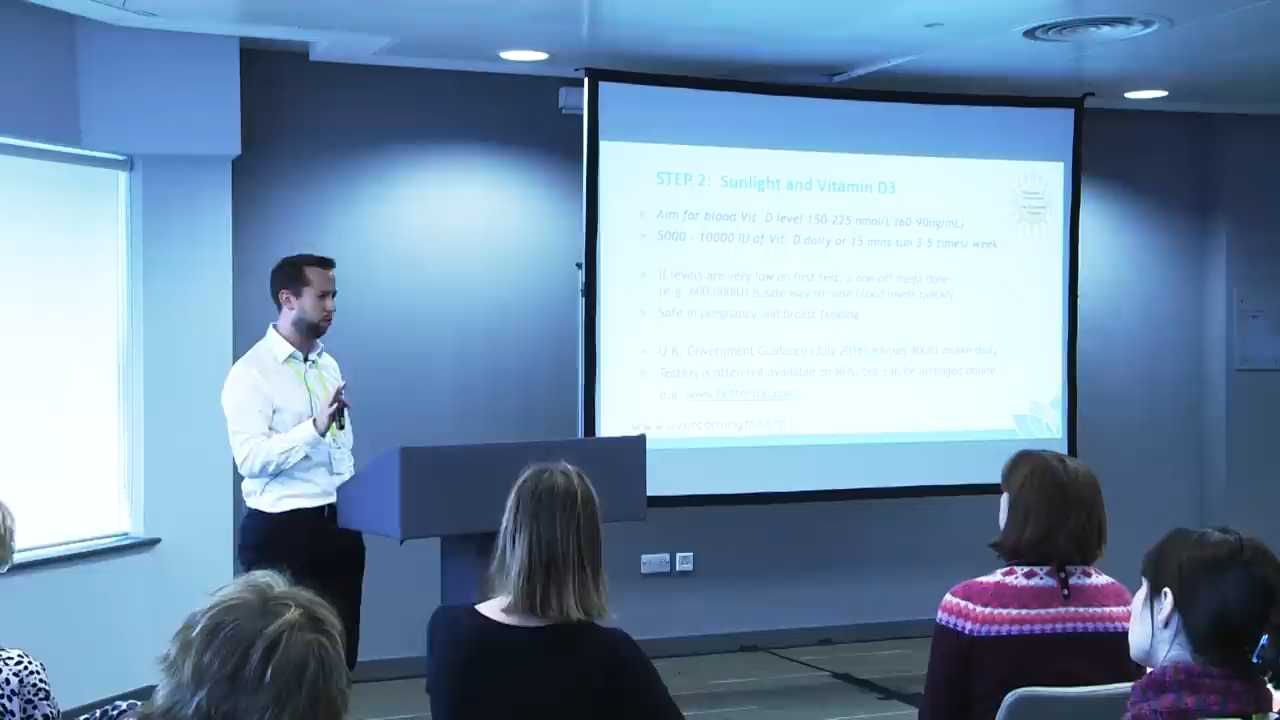 STEP 2: Sunlight and Vitamin D3
Aim for blood Vit. D level 150-225 nmol/L (60-90ng/mL)
5000 - 10000 IU of Vit. D daily or 15 mins sun 3-5 times/ week
If levels are very low on first test, a one-off mega dose
(e.g. 600,000IU) is safe way to raise blood levels quickly
Safe in pregnancy and breast feeding
U.K. Government Guidance (July 2016) advises 400IU intake daily
Testing is often not available on NHS, but can be arranged online
e.g. www.betteryou.com
www.overcomingms.org